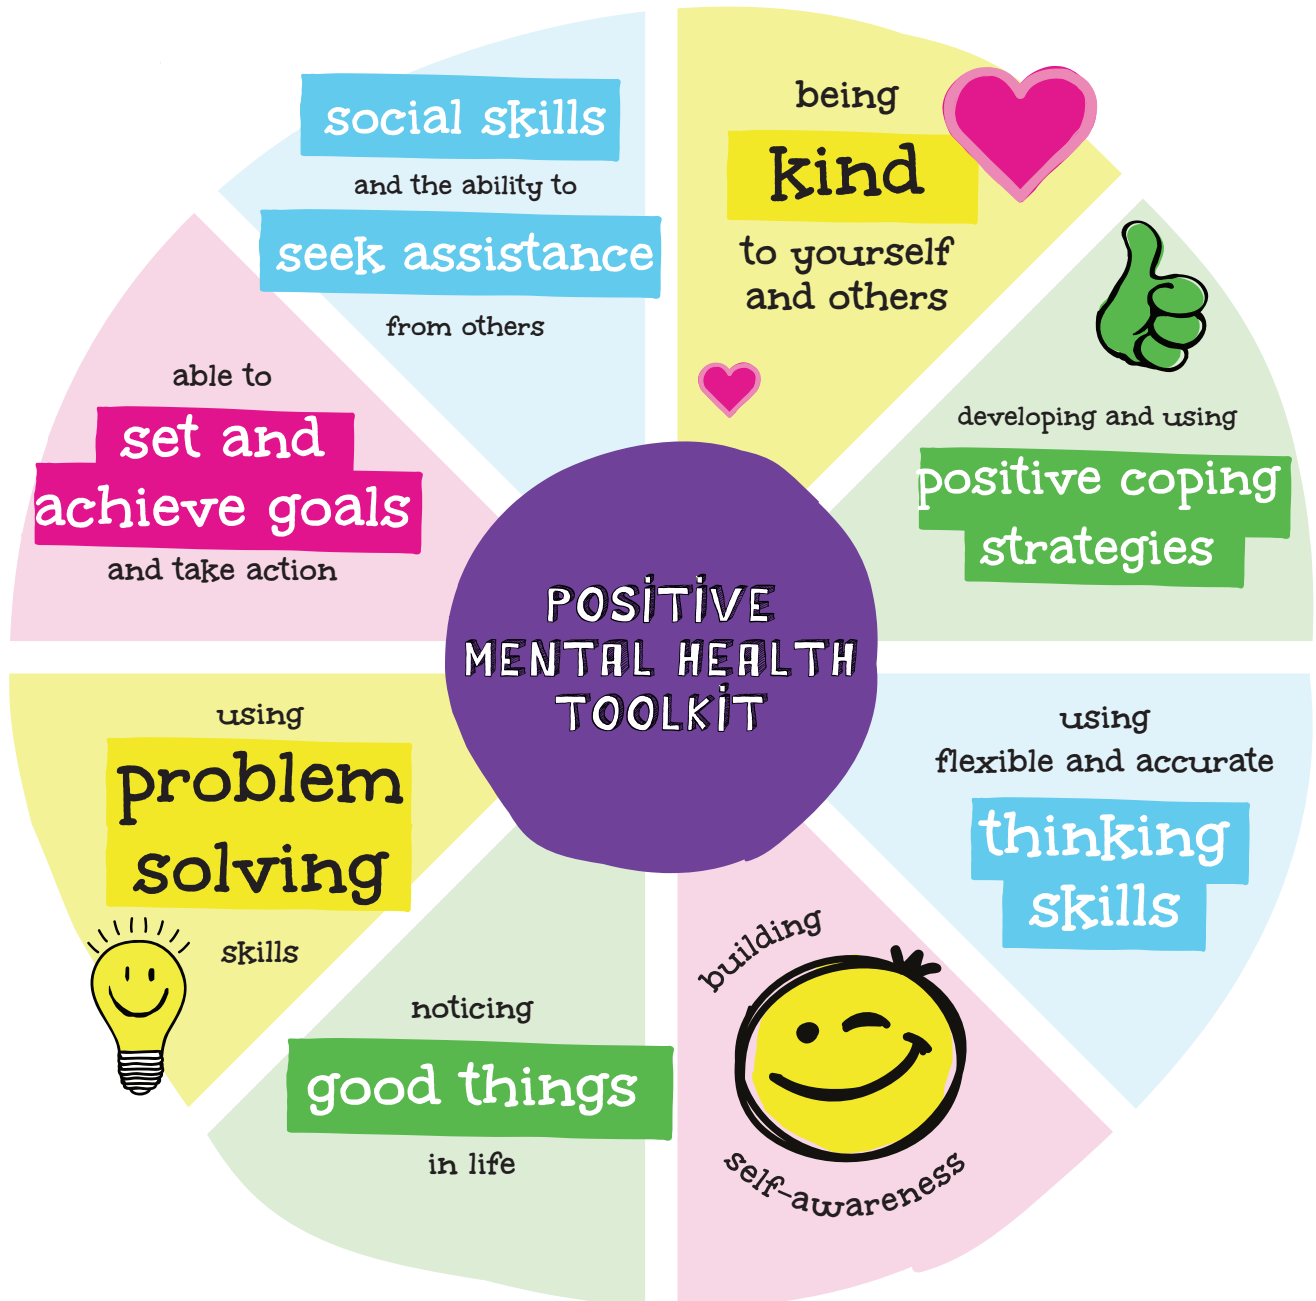 POSITIVE
MENTAL HEALTH
TOOLKIT
being
kind
to yourself
and others
developing and using
positive coping
strategies
using
flexible and accurate
thinking
skills
building
self-awareness
noticing
good things
in life
using
problem
solving
skills
able to
set and
achieve goals
and take action
social skills
and the ability to
seek assistance
from others